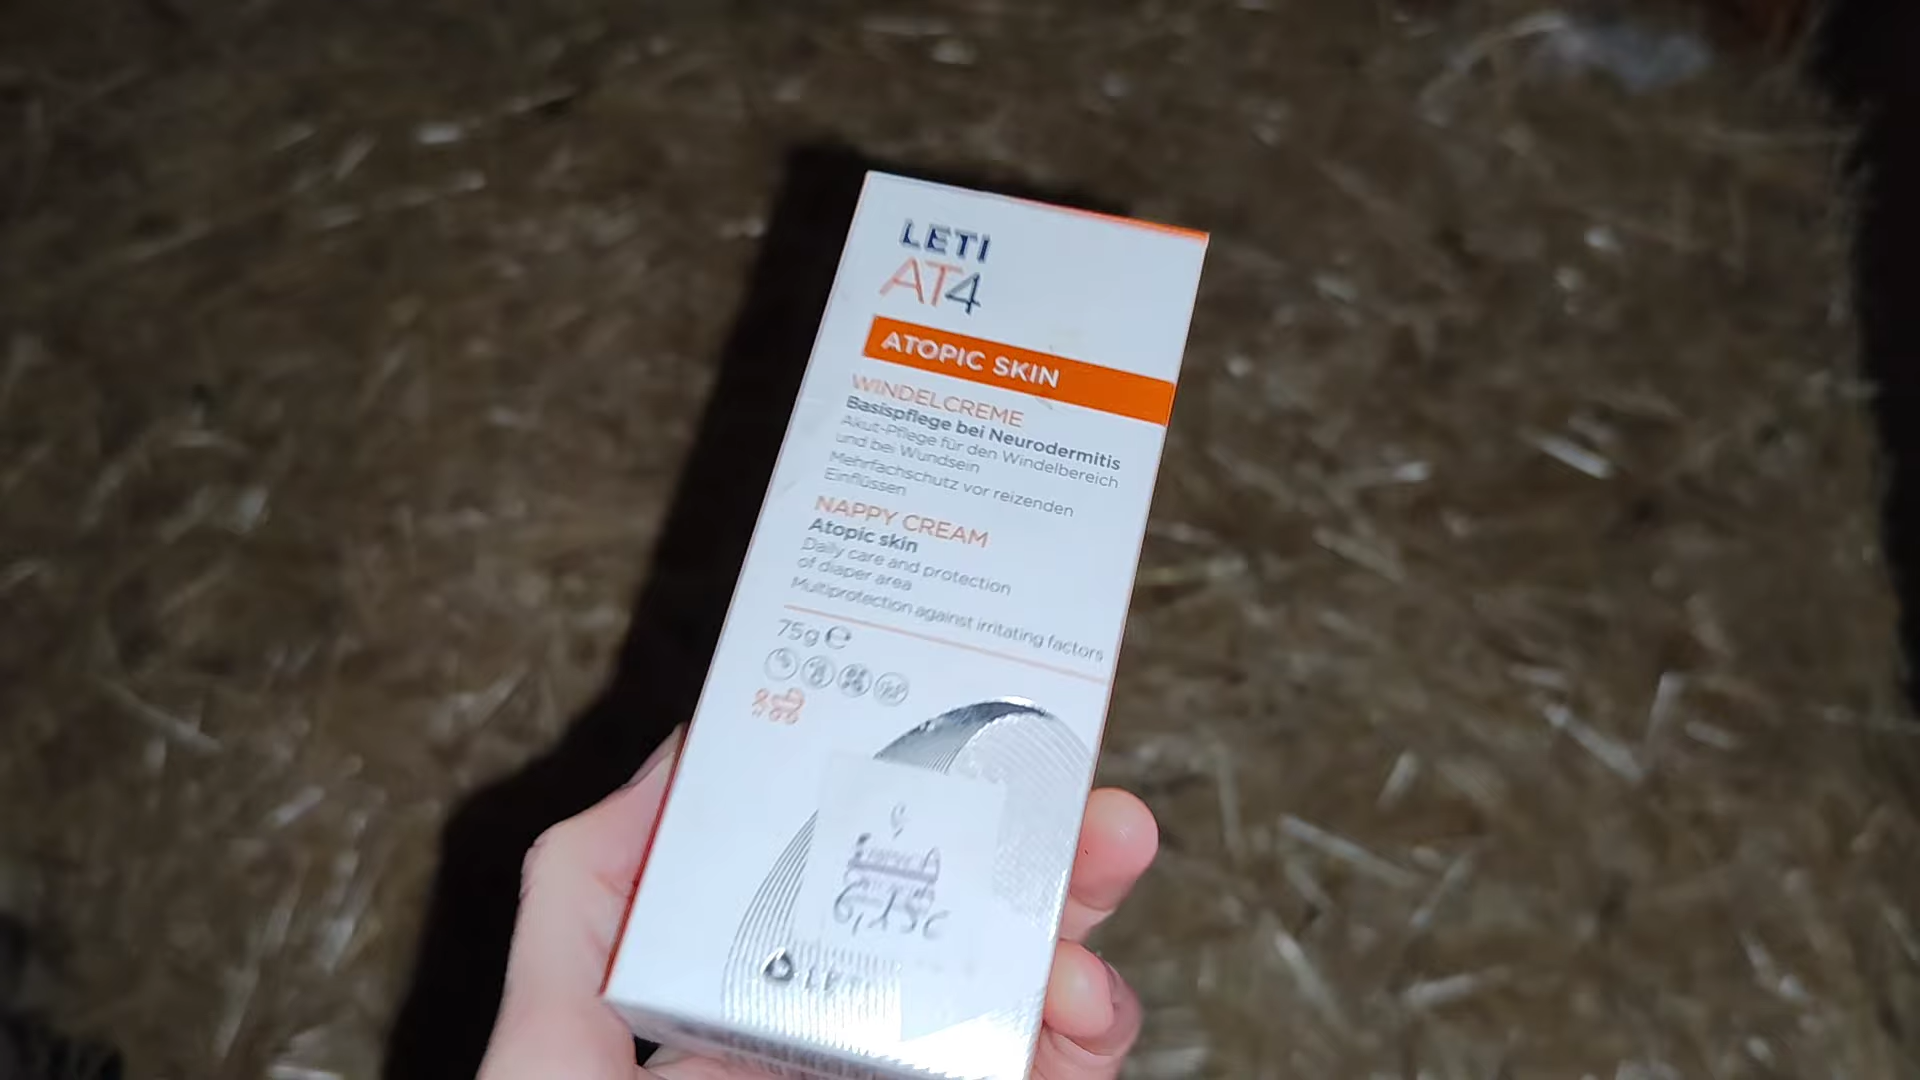 LETI
AT4
ATOPIC SKIN
WINDELCREME
Basispflege bei Neurodermitis
Akut-Pflege für den Windelbereich
und bei Wundsein
Mehrfachschutz vor reizenden
Einflüssen
NAPPY CREAM
Atopic skin
Daily care and protection
of diaper area
Multiprotection against irritating factors
75g ℮